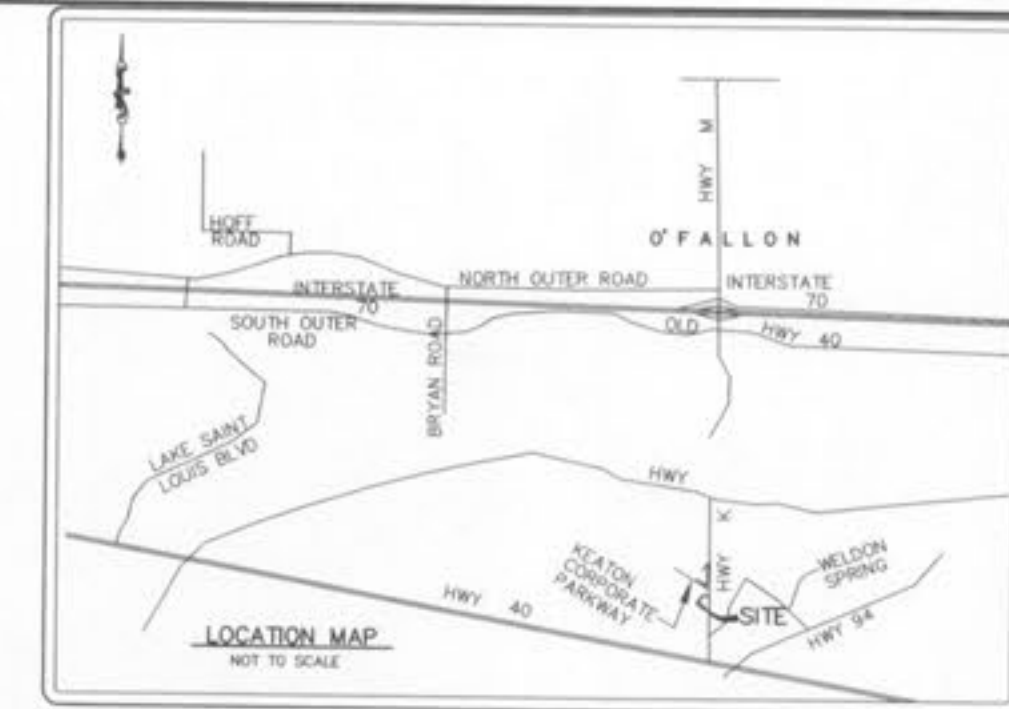 HWY M
HOFF
ROAD
O'FALLON
NORTH OUTER ROAD
INTERSTATE
70
INTERSTATE
70
SOUTH OUTER
ROAD
OLD
HWY 40
BRYAN ROAD
LAKE SAINT
LOUIS BLVD
HWY
HWY K
KEATON
CORPORATE
PARKWAY
WELDON
SPRING
SITE
HWY 40
HWY 94
LOCATION MAP
NOT TO SCALE